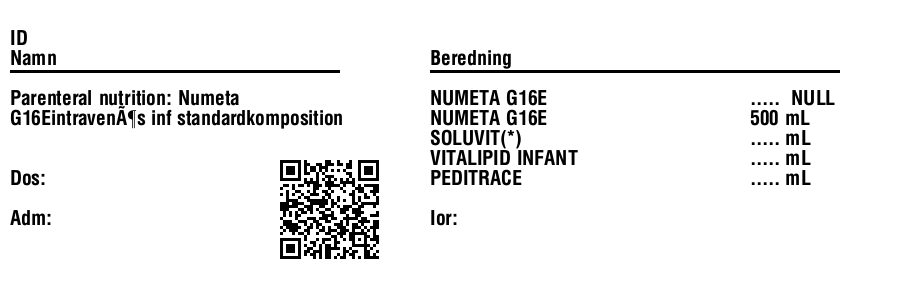 ID
Namn
Parenteral nutrition: Numeta
G16EintravenÃ¶s inf standardkomposition
Dos:
Adm:
Beredning
NUMETA G16E ..... NULL
NUMETA G16E 500 mL
SOLUVIT(*) ..... mL
VITALIPID INFANT ..... mL
PEDITRACE ..... mL
Ior: